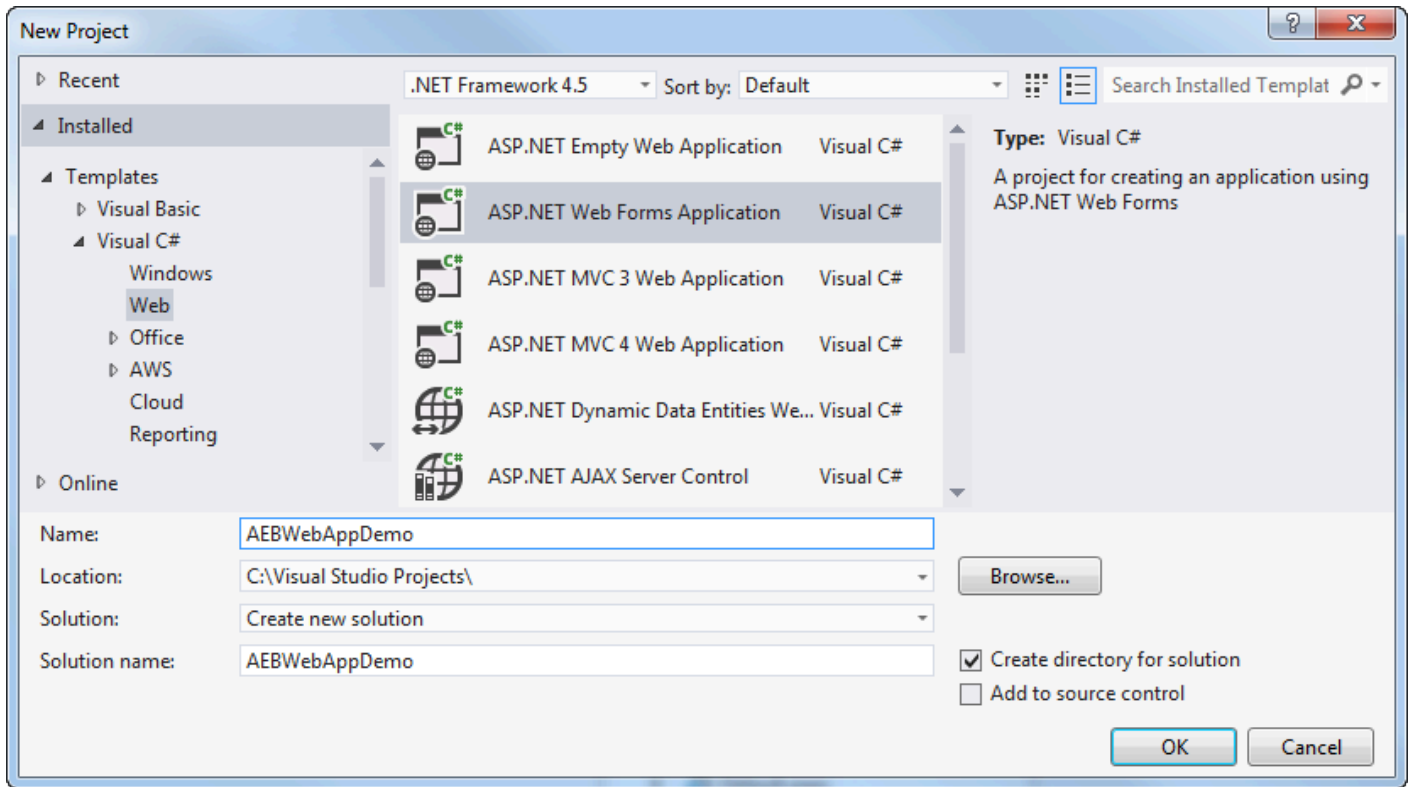 New Project
Recent
.NET Framework 4.5 Sort by: Default Search Installed Templat
Installed
Templates
Visual Basic
Visual C#
Windows
Web
Office
AWS
Cloud
Reporting
Online
C# ASP.NET Empty Web Application Visual C#
C# ASP.NET Web Forms Application Visual C#
C# ASP.NET MVC 3 Web Application Visual C#
C# ASP.NET MVC 4 Web Application Visual C#
C# ASP.NET Dynamic Data Entities We... Visual C#
C# ASP.NET AJAX Server Control Visual C#
Type: Visual C#
A project for creating an application using
ASP.NET Web Forms
Name: AEBWebAppDemo
Location: C:\Visual Studio Projects\ Browse...
Solution: Create new solution
Solution name: AEBWebAppDemo
Create directory for solution
Add to source control
OK Cancel